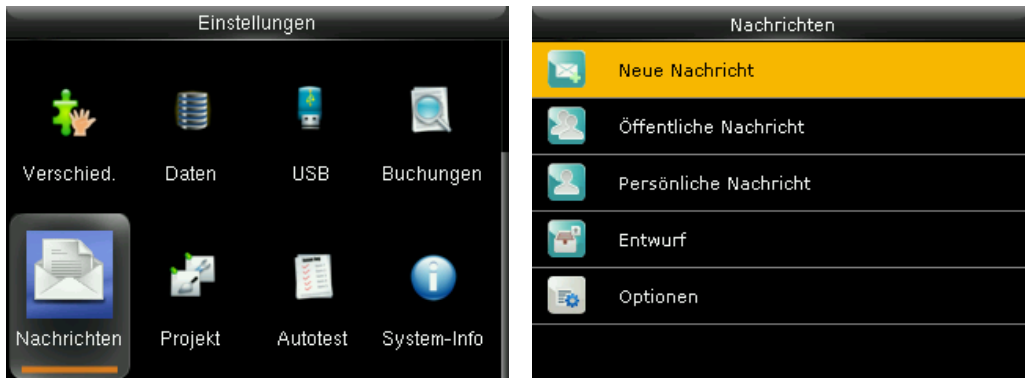 Einstellungen
Verschied. Daten USB Buchungen
Nachrichten Projekt Autotest System-Info
Nachrichten
Neue Nachricht
Öffentliche Nachricht
Persönliche Nachricht
Entwurf
Optionen